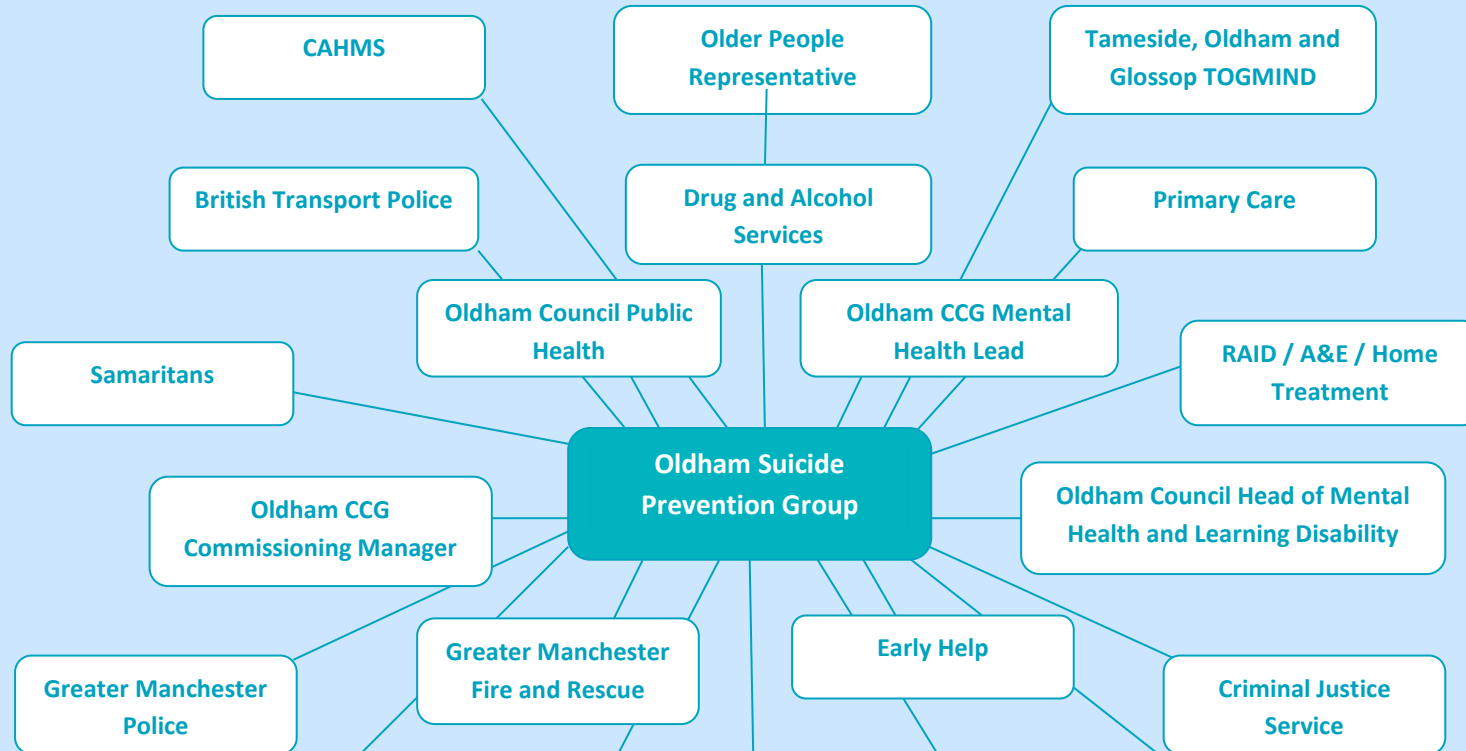 CAHMS
Older People
Representative
Tameside, Oldham and
Glossop TOGMIND
British Transport Police
Drug and Alcohol
Services
Primary Care
Oldham Council Public
Health
Oldham CCG Mental
Health Lead
Samaritans
RAID / A&E / Home
Treatment
Oldham Suicide
Prevention Group
Oldham CCG
Commissioning Manager
Oldham Council Head of Mental
Health and Learning Disability
Greater Manchester
Fire and Rescue
Early Help
Greater Manchester
Police
Criminal Justice
Service